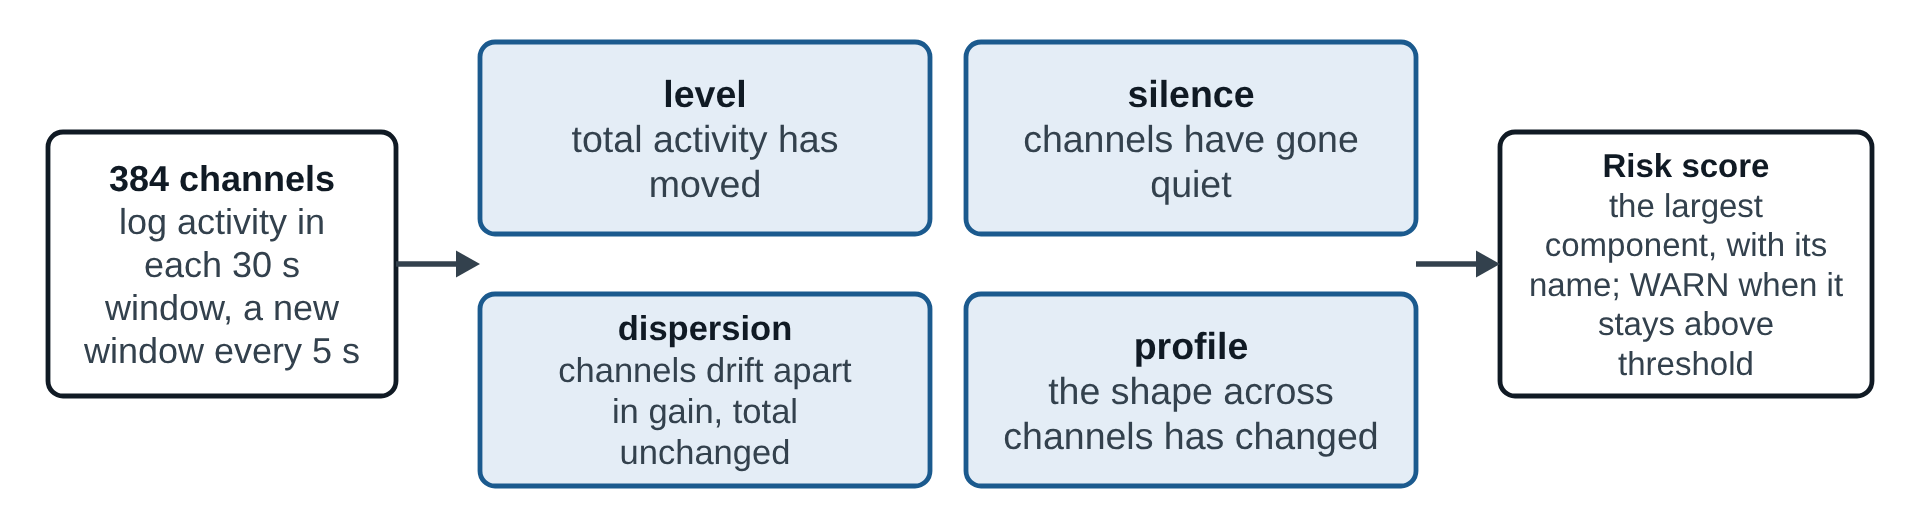 384 channels
log activity in
each 30 s
window, a new
window every 5 s
level
total activity has
moved
silence
channels have gone
quiet
dispersion
channels drift apart
in gain, total
unchanged
profile
the shape across
channels has changed
Risk score
the largest
component, with its
name; WARN when it
stays above
threshold